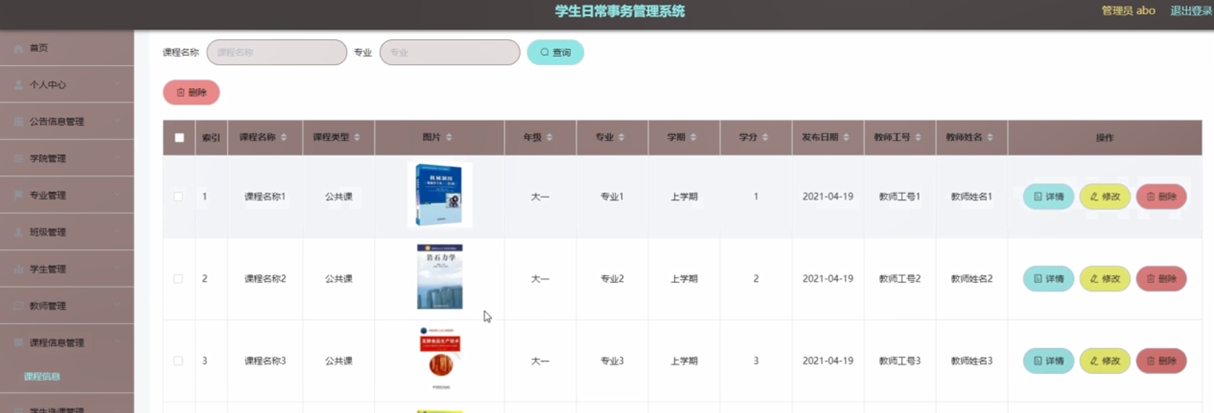 学生日常事务管理系统
管理员 abo 退出登录
首页
个人中心
公告信息管理
学院管理
专业管理
班级管理
学生管理
教师管理
课程信息管理
课程信息
学生选课管理
课程名称 课程名称 专业 专业 查询
删除
索引 课程名称 课程类型 图片 年级 专业 学期 学分 发布日期 教师工号 教师姓名 操作
1 课程名称1 公共课 大一 专业1 上学期 1 2021-04-19 教师工号1 教师姓名1 详情 修改 删除
2 课程名称2 公共课 岩石力学 大一 专业2 上学期 2 2021-04-19 教师工号2 教师姓名2 详情 修改 删除
3 课程名称3 公共课 大一 专业3 上学期 3 2021-04-19 教师工号3 教师姓名3 详情 修改 删除